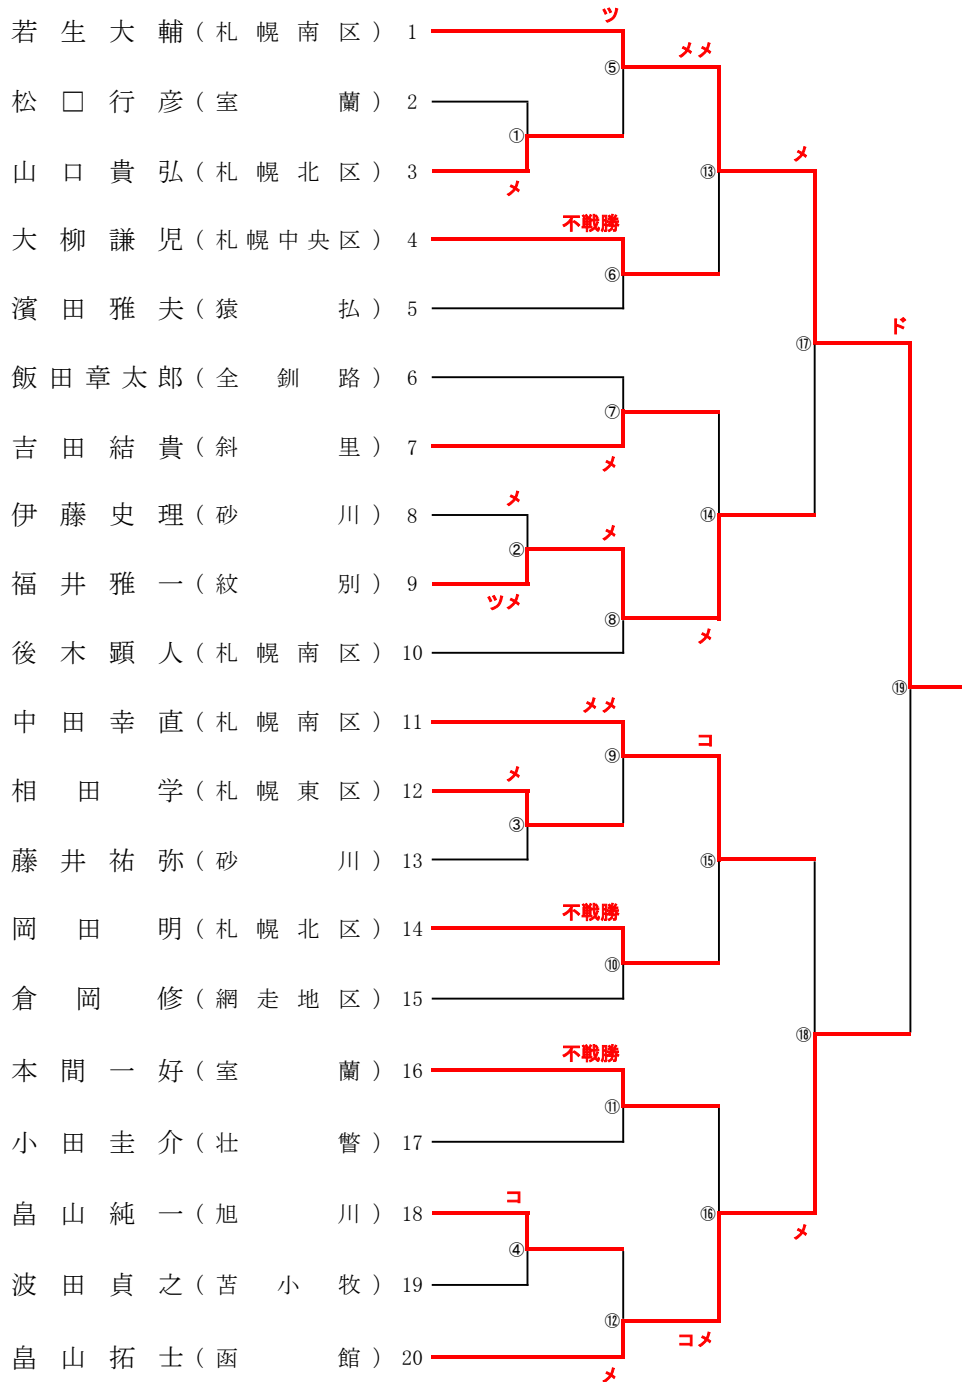 ツ
若生大輔(札幌南区) 1
メメ
⑤
松□行彦(室蘭) 2
①
メ
山口貴弘(札幌北区) 3
⑬
メ
不戦勝
大柳謙児(札幌中央区) 4
⑥
濱田雅夫(猿払) 5
ド
⑰
飯田章太郎(全釧路) 6
⑦
吉田結貴(斜里) 7
メ
メ
伊藤史理(砂川) 8
⑭
メ
②
福井雅一(紋別) 9
ツメ
⑧
メ
後木顕人(札幌南区) 10
⑲
メメ
中田幸直(札幌南区) 11
コ
⑨
メ
相田学(札幌東区) 12
③
藤井祐弥(砂川) 13
⑮
不戦勝
岡田明(札幌北区) 14
⑩
倉岡修(網走地区) 15
⑱
不戦勝
本間一好(室蘭) 16
⑪
小田圭介(壮瞥) 17
コ
畠山純一(旭川) 18
⑯
メ
④
波田貞之(苫小牧) 19
⑫
コメ
畠山拓士(函館) 20
メ